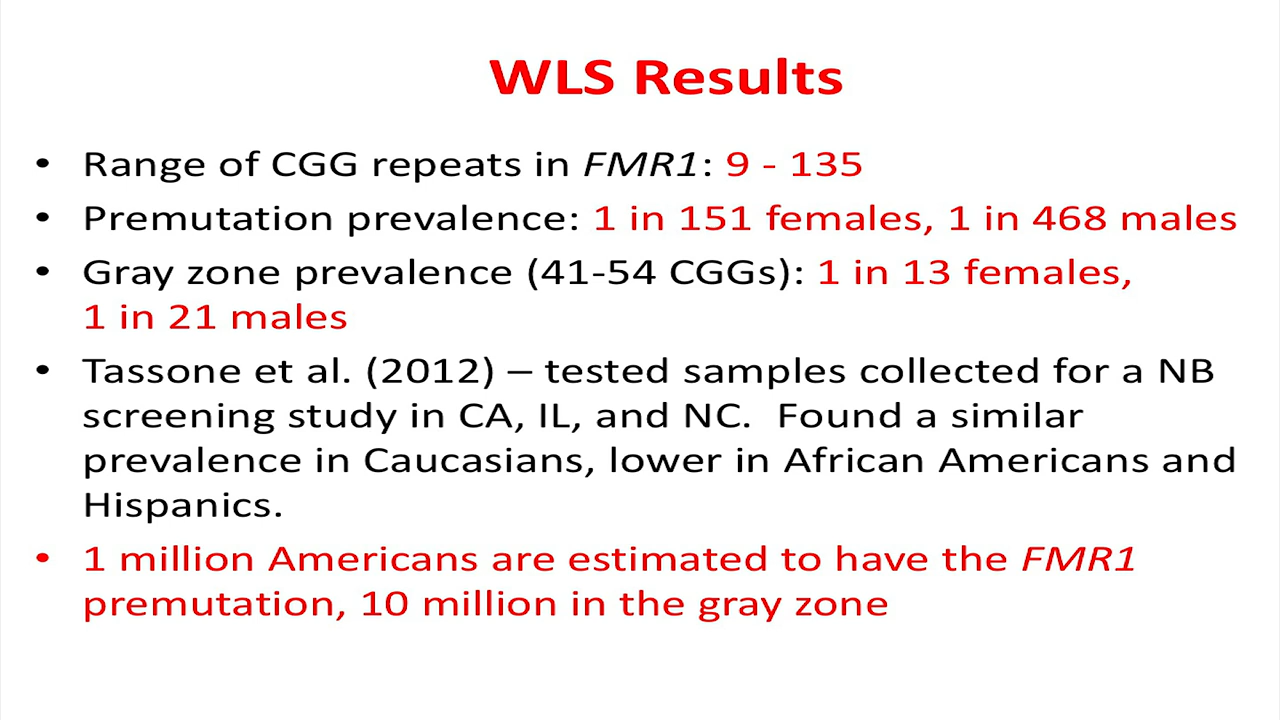 WLS Results
• Range of CGG repeats in FMR1: 9 - 135
• Premutation prevalence: 1 in 151 females, 1 in 468 males
• Gray zone prevalence (41-54 CGGs): 1 in 13 females,
1 in 21 males
• Tassone et al. (2012) – tested samples collected for a NB
screening study in CA, IL, and NC.  Found a similar
prevalence in Caucasians, lower in African Americans and
Hispanics.
• 1 million Americans are estimated to have the FMR1
premutation, 10 million in the gray zone